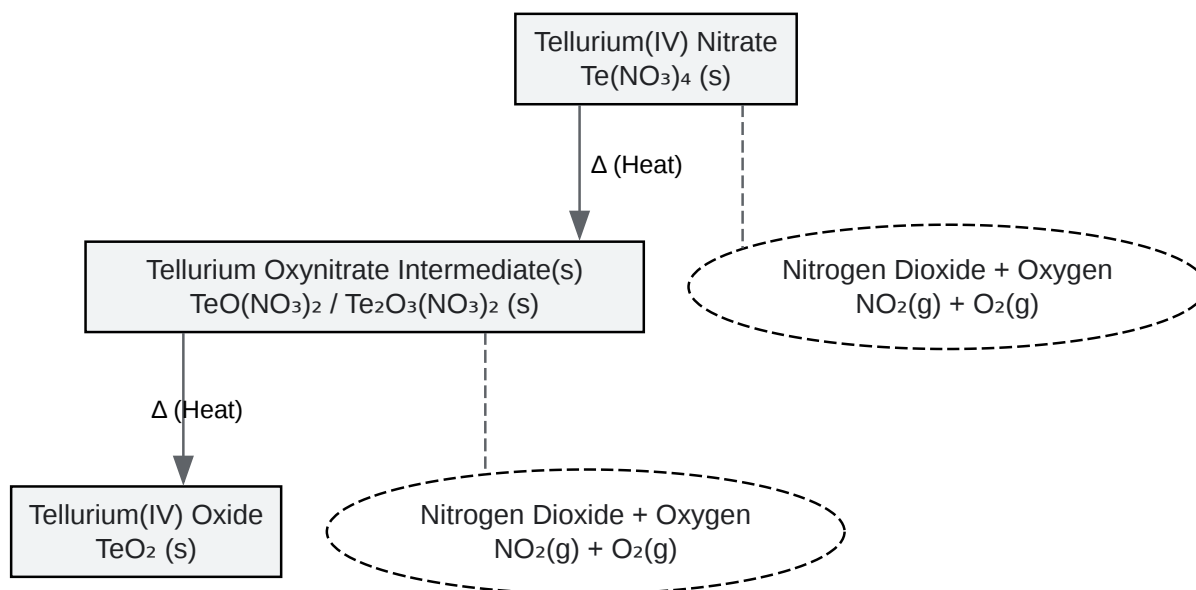 Tellurium(IV) Nitrate
Te(NO₃)₄ (s)
Δ (Heat)
Tellurium Oxynitrate Intermediate(s)
TeO(NO₃)₂ / Te₂O₃(NO₃)₂ (s)
Nitrogen Dioxide + Oxygen
NO₂(g) + O₂(g)
Δ (Heat)
Tellurium(IV) Oxide
TeO₂ (s)
Nitrogen Dioxide + Oxygen
NO₂(g) + O₂(g)